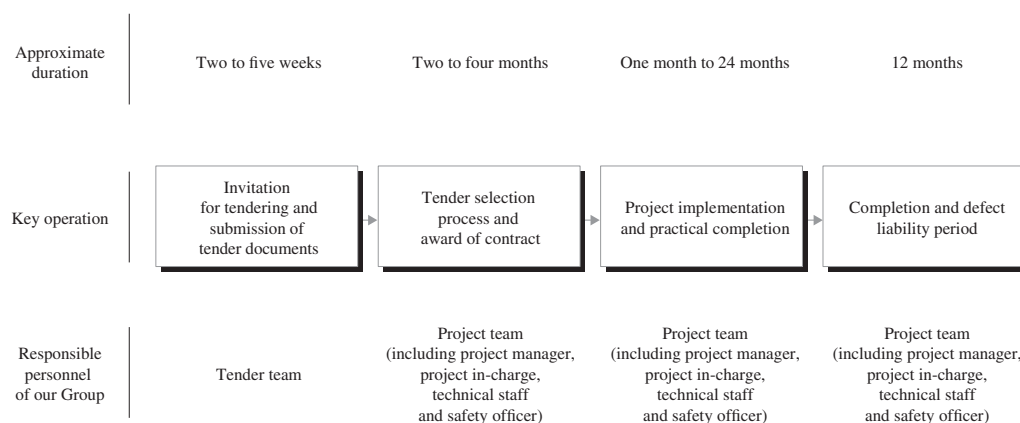 Approximate
duration
Two to five weeks
Two to four months
One month to 24 months
12 months
Key operation
Invitation
for tendering and
submission of
tender documents
Tender selection
process and
award of contract
Project implementation
and practical completion
Completion and defect
liability period
Responsible
personnel
of our Group
Tender team
Project team
(including project manager,
project in-charge,
technical staff
and safety officer)
Project team
(including project manager,
project in-charge,
technical staff
and safety officer)
Project team
(including project manager,
project in-charge,
technical staff
and safety officer)